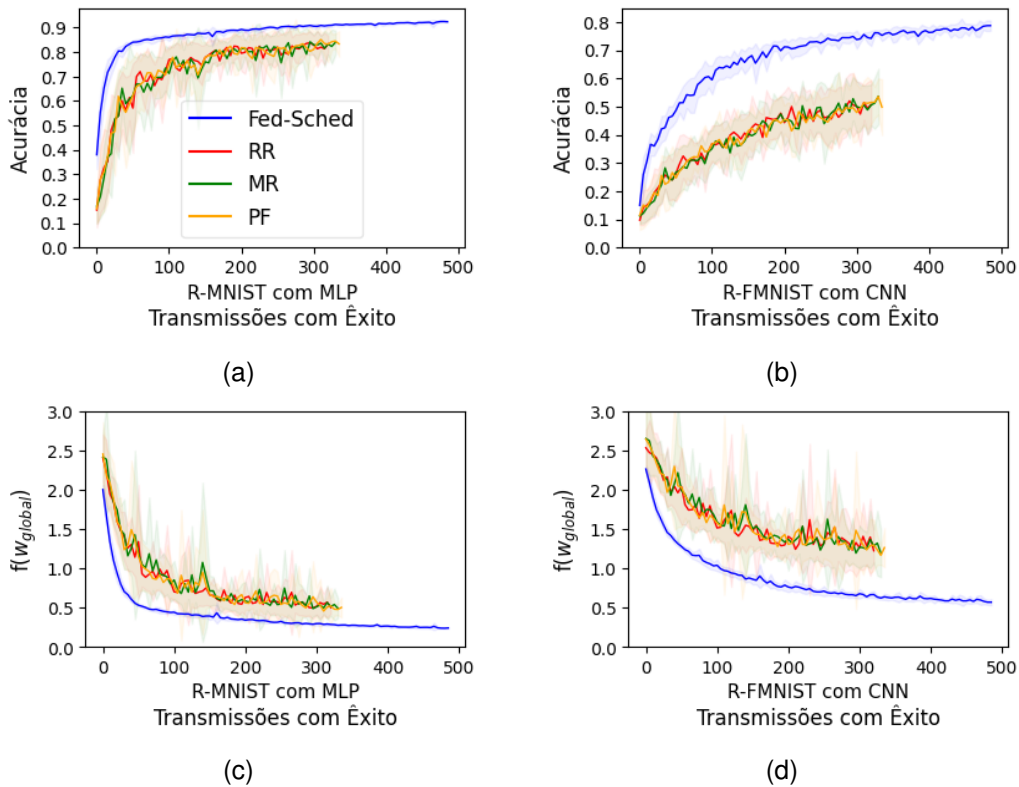 0.9
0.8
0.7
0.6
0.5
0.4
0.3
0.2
0.1
0.0
Acurácia
Fed-Sched
RR
MR
PF
0 100 200 300 400 500
R-MNIST com MLP
Transmissões com Êxito
(a)
0.8
0.7
0.6
0.5
0.4
0.3
0.2
0.1
0.0
Acurácia
0 100 200 300 400 500
R-FMNIST com CNN
Transmissões com Êxito
(b)
3.0
2.5
2.0
1.5
1.0
0.5
0.0
f(w_global)
0 100 200 300 400 500
R-MNIST com MLP
Transmissões com Êxito
(c)
3.0
2.5
2.0
1.5
1.0
0.5
0.0
f(w_global)
0 100 200 300 400 500
R-FMNIST com CNN
Transmissões com Êxito
(d)